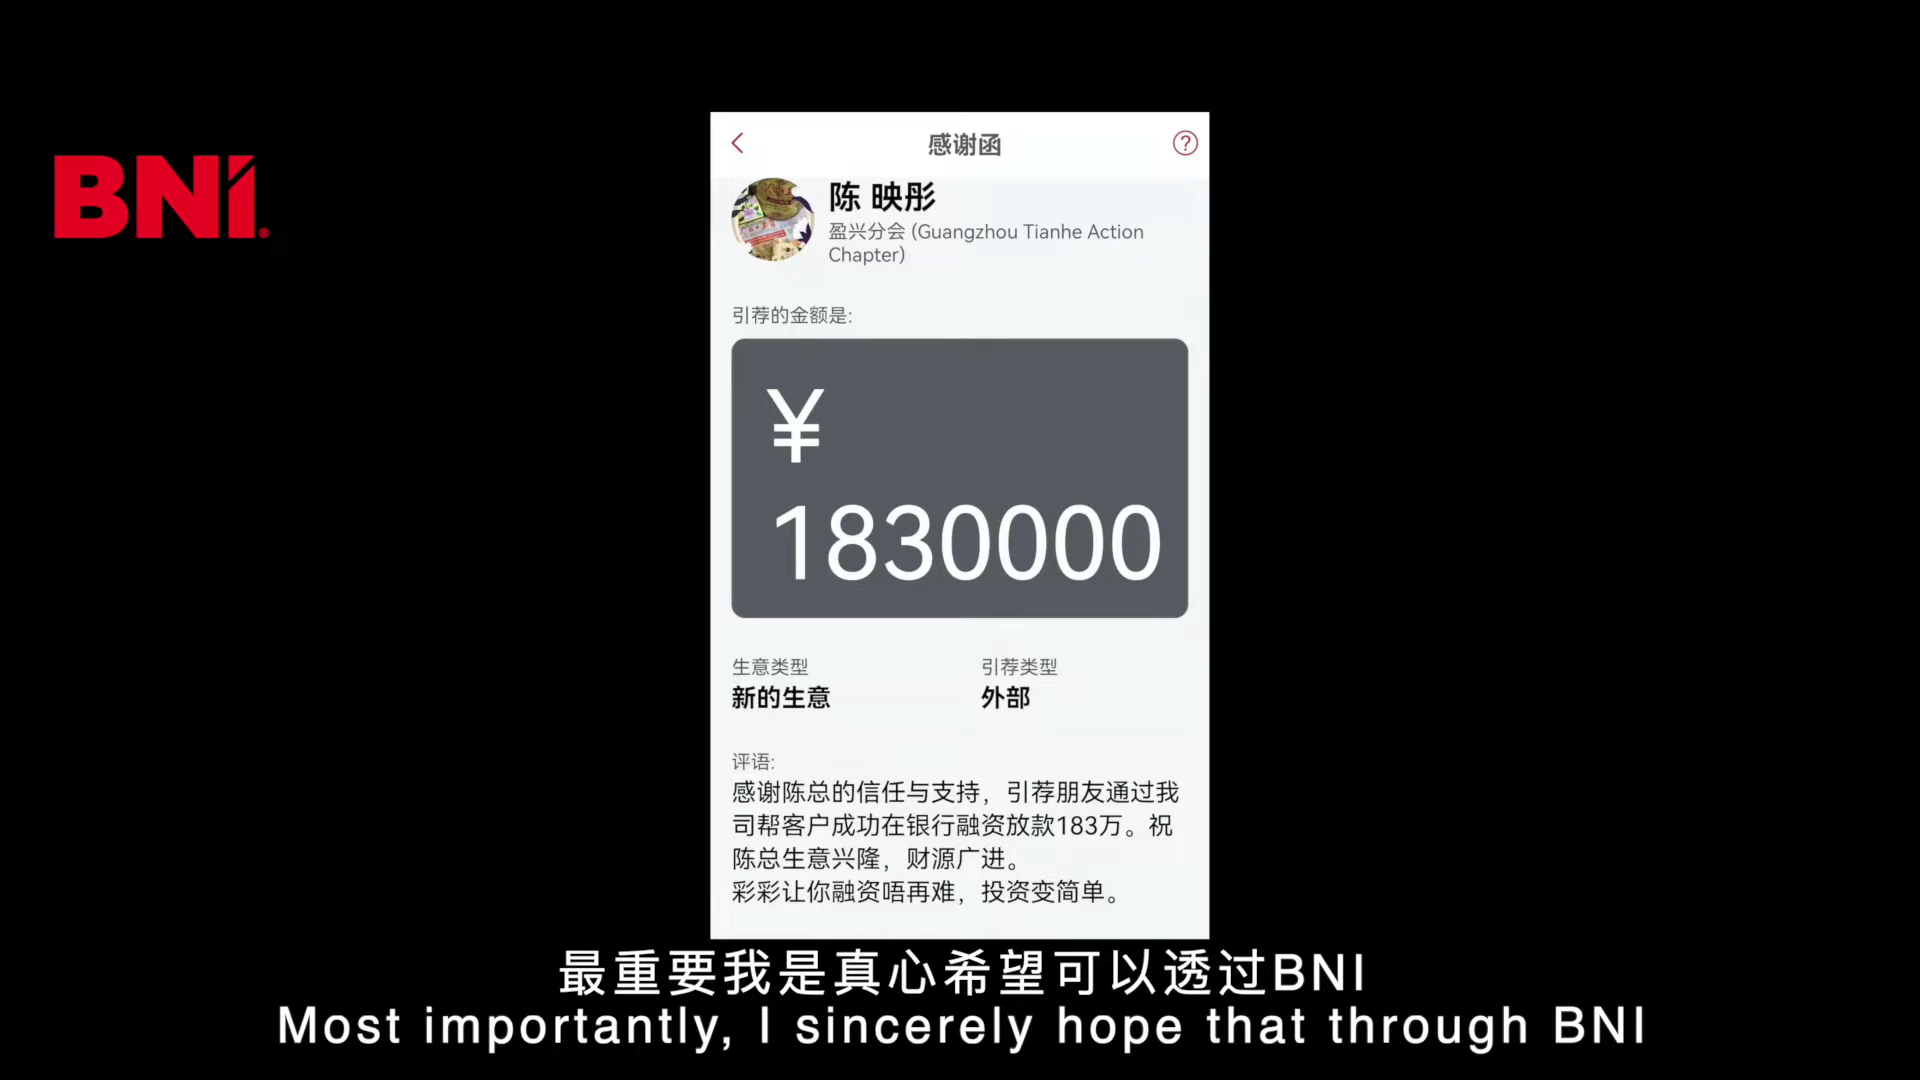 BNI®
感谢函
?
陈 映彤
盈兴分会 (Guangzhou Tianhe Action
Chapter)
引荐的金额是:
¥
1830000
生意类型
引荐类型
新的生意
外部
评语:
感谢陈总的信任与支持，引荐朋友通过我
司帮客户成功在银行融资放款183万。祝
陈总生意兴隆，财源广进。
彩彩让你融资唔再难，投资变简单。
最重要我是真心希望可以透过BNI
Most importantly, I sincerely hope that through BNI